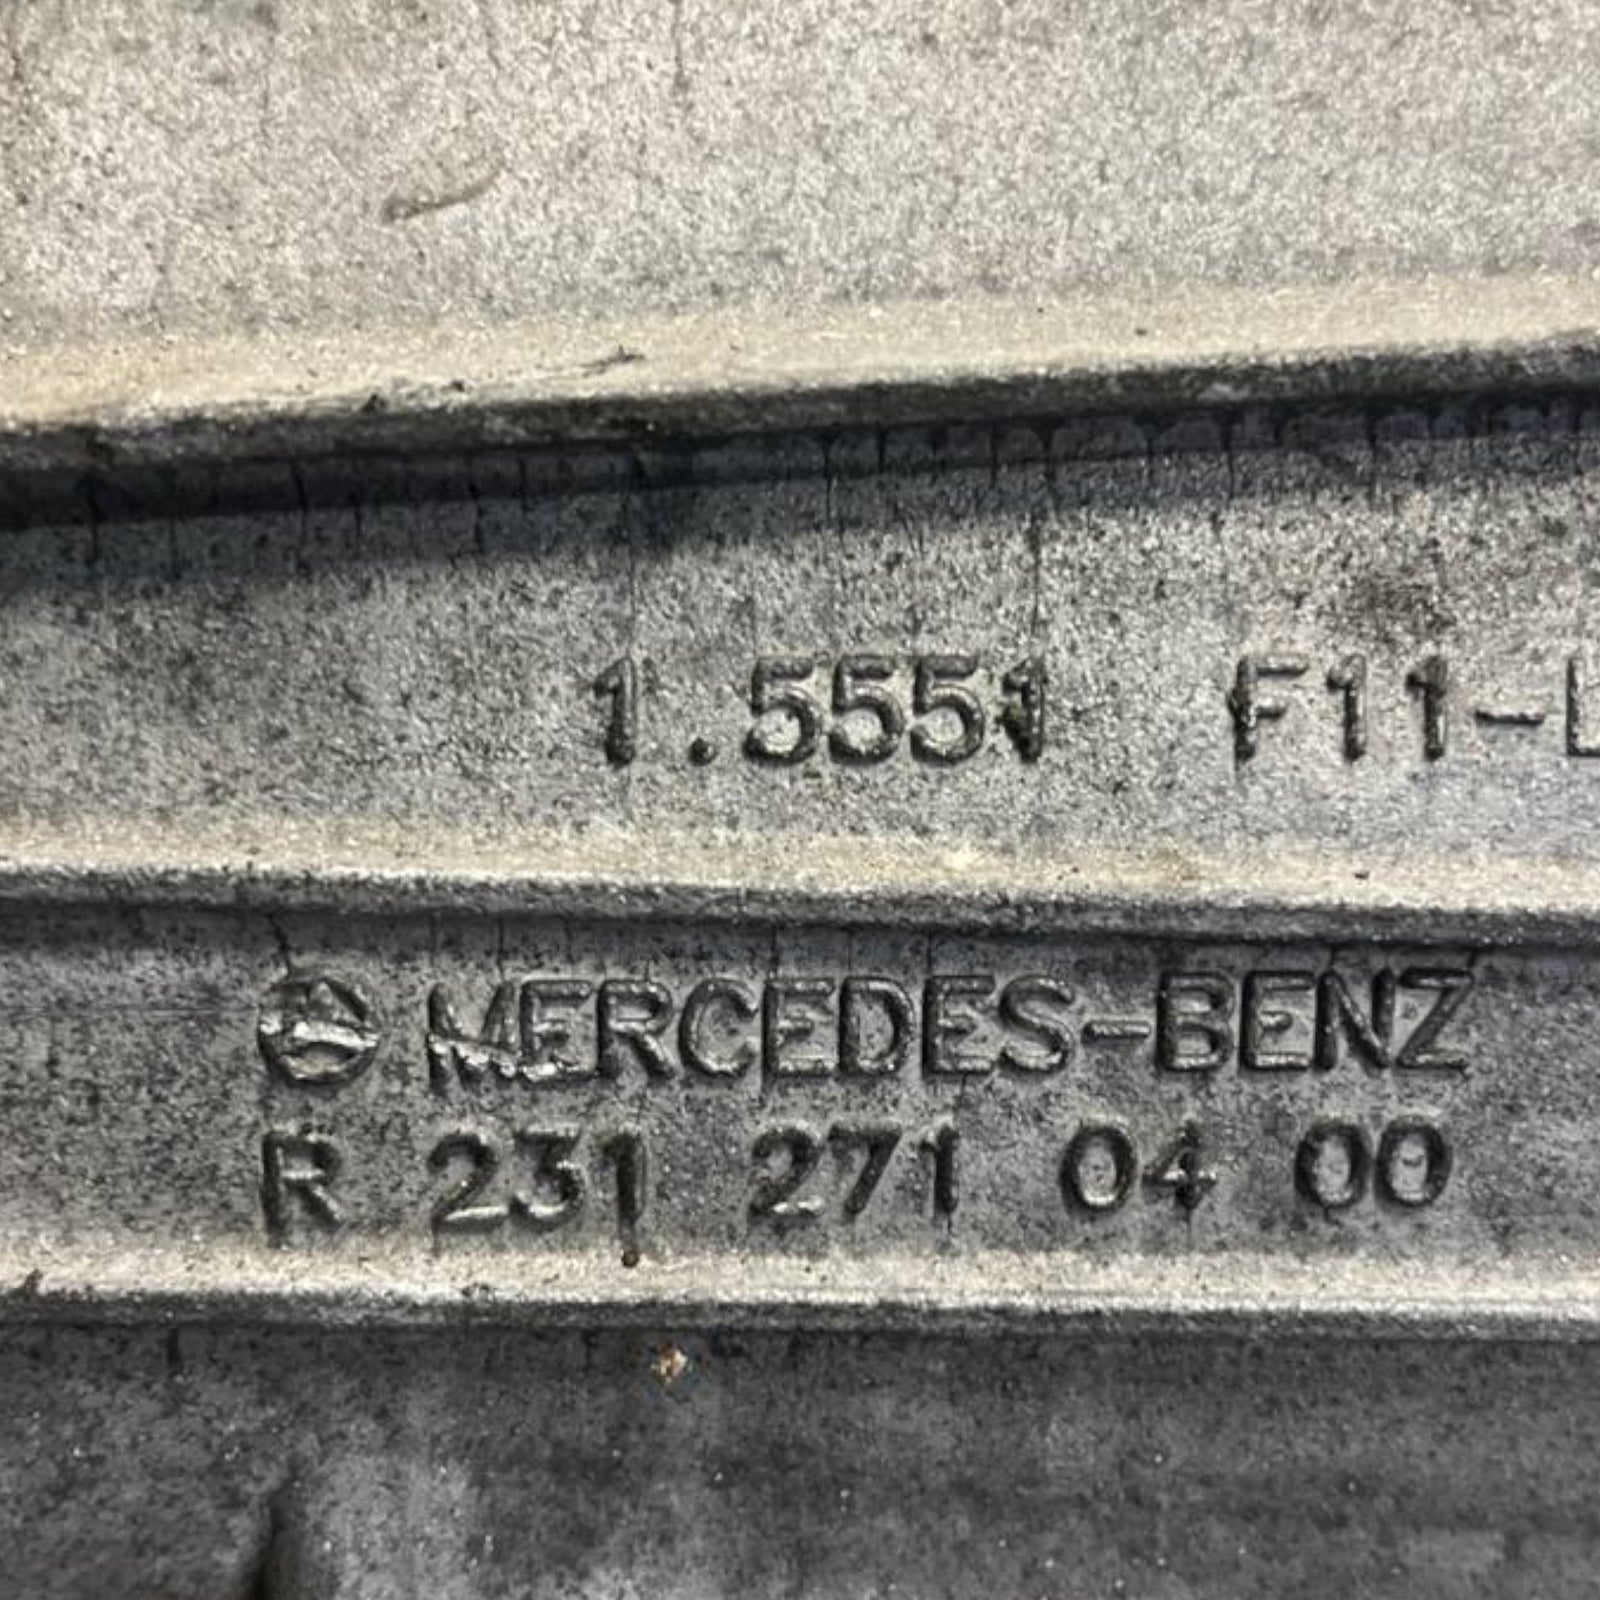 1.5551 F11-L
MERCEDES-BENZ
R 231 271 04 00